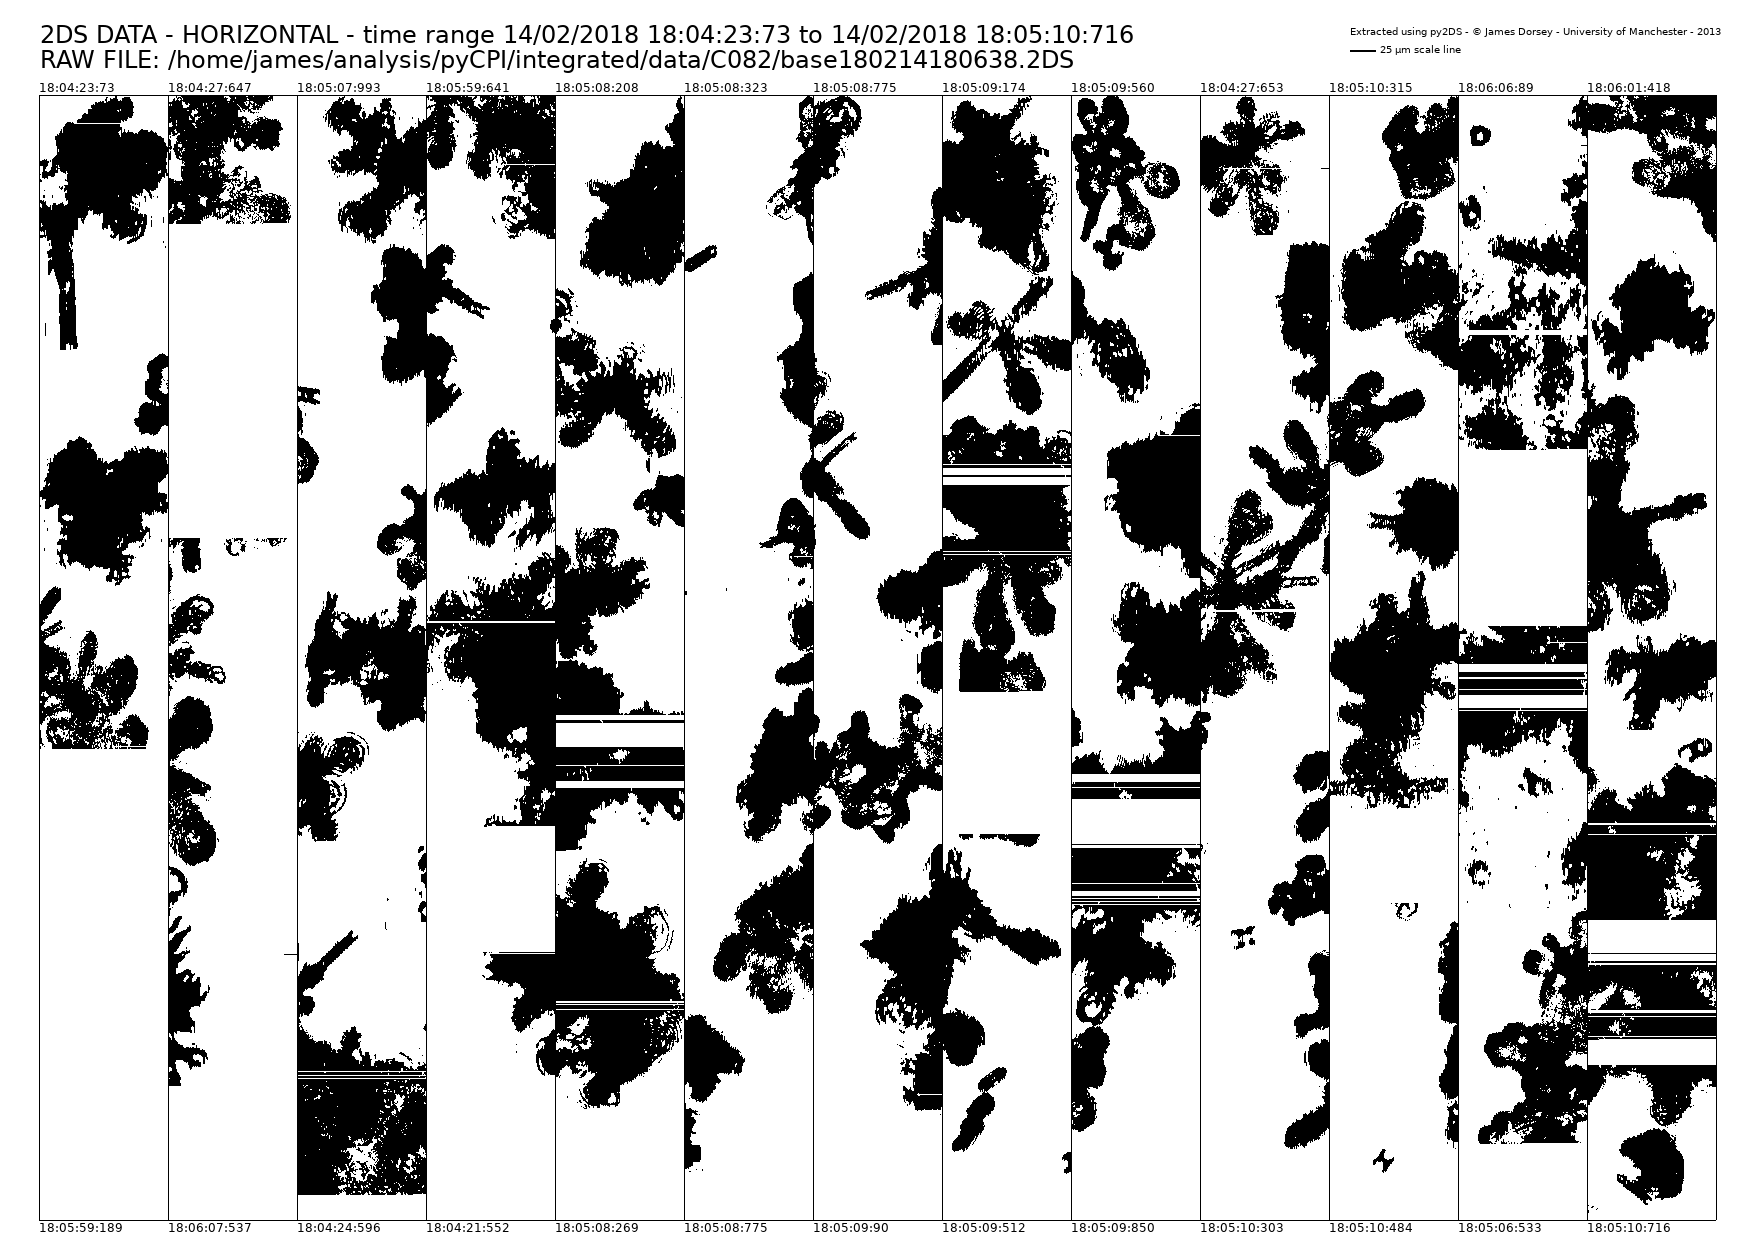 2DS DATA - HORIZONTAL - time range 14/02/2018 18:04:23:73 to 14/02/2018 18:05:10:716
RAW FILE: /home/james/analysis/pyCPI/integrated/data/C082/base180214180638.2DS
Extracted using py2DS - © James Dorsey - University of Manchester - 2013
25 µm scale line
18:04:23:73 18:04:27:647 18:05:07:993 18:05:59:641 18:05:08:208 18:05:08:323 18:05:08:775 18:05:09:174 18:05:09:560 18:04:27:653 18:05:10:315 18:06:06:89 18:06:01:418
18:05:59:189 18:06:07:537 18:04:24:596 18:04:21:552 18:05:08:269 18:05:08:775 18:05:09:90 18:05:09:512 18:05:09:850 18:05:10:303 18:05:10:484 18:05:06:533 18:05:10:716